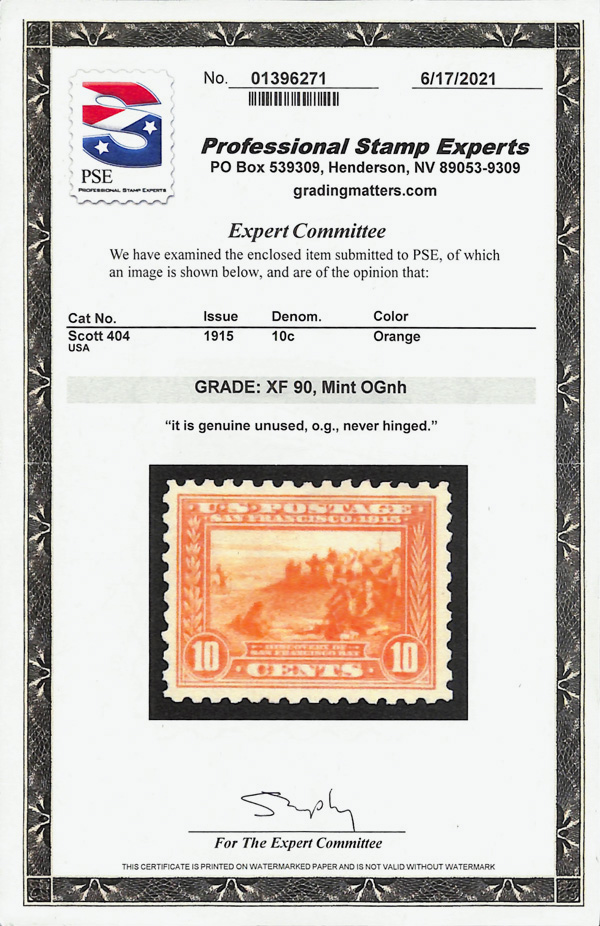 No. 01396271 6/17/2021
PSE
PROFESSIONAL STAMP EXPERTS
Professional Stamp Experts
PO Box 539309, Henderson, NV 89053-9309
gradingmatters.com
Expert Committee
We have examined the enclosed item submitted to PSE, of which
an image is shown below, and are of the opinion that:
Cat No. Issue Denom. Color
Scott 404 1915 10c Orange
USA
GRADE: XF 90, Mint OGnh
“it is genuine unused, o.g., never hinged.”
U·S·POSTAGE
SAN FRANCISCO·1915
DISCOVERY OF
SAN FRANCISCO BAY
10 CENTS 10
For The Expert Committee
THIS CERTIFICATE IS PRINTED ON WATERMARKED PAPER AND IS NOT VALID WITHOUT WATERMARK